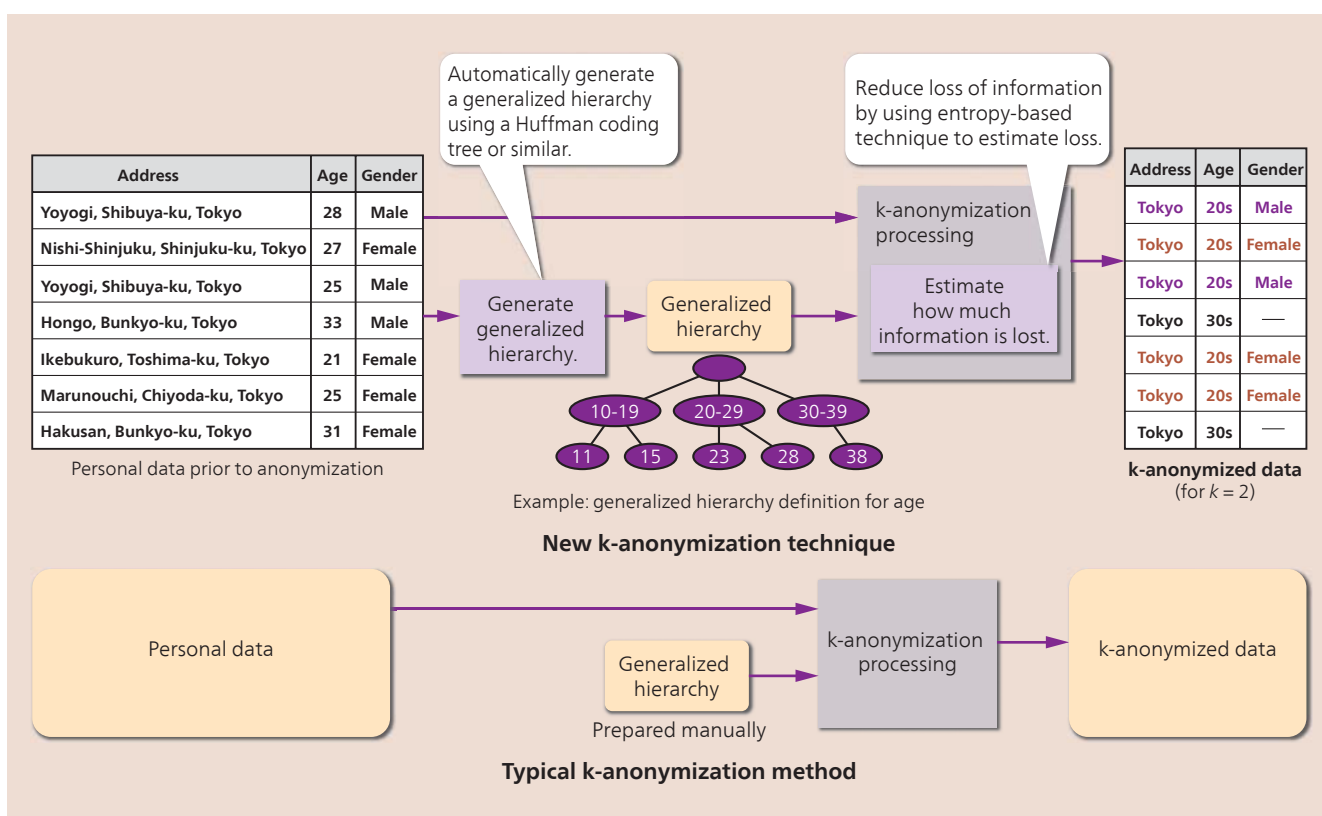 Automatically generate
a generalized hierarchy
using a Huffman coding
tree or similar.
Reduce loss of information
by using entropy-based
technique to estimate loss.
Address Age Gender
Yoyogi, Shibuya-ku, Tokyo 28 Male
Nishi-Shinjuku, Shinjuku-ku, Tokyo 27 Female
Yoyogi, Shibuya-ku, Tokyo 25 Male
Hongo, Bunkyo-ku, Tokyo 33 Male
Ikebukuro, Toshima-ku, Tokyo 21 Female
Marunouchi, Chiyoda-ku, Tokyo 25 Female
Hakusan, Bunkyo-ku, Tokyo 31 Female
Personal data prior to anonymization
Generate
generalized
hierarchy.
Generalized
hierarchy
10-19 20-29 30-39
11 15 23 28 38
Example: generalized hierarchy definition for age
k-anonymization
processing
Estimate
how much
information is lost.
Address Age Gender
Tokyo 20s Male
Tokyo 20s Female
Tokyo 20s Male
Tokyo 30s —
Tokyo 20s Female
Tokyo 20s Female
Tokyo 30s —
k-anonymized data
(for k = 2)
New k-anonymization technique
Personal data
Generalized
hierarchy
Prepared manually
k-anonymization
processing
k-anonymized data
Typical k-anonymization method